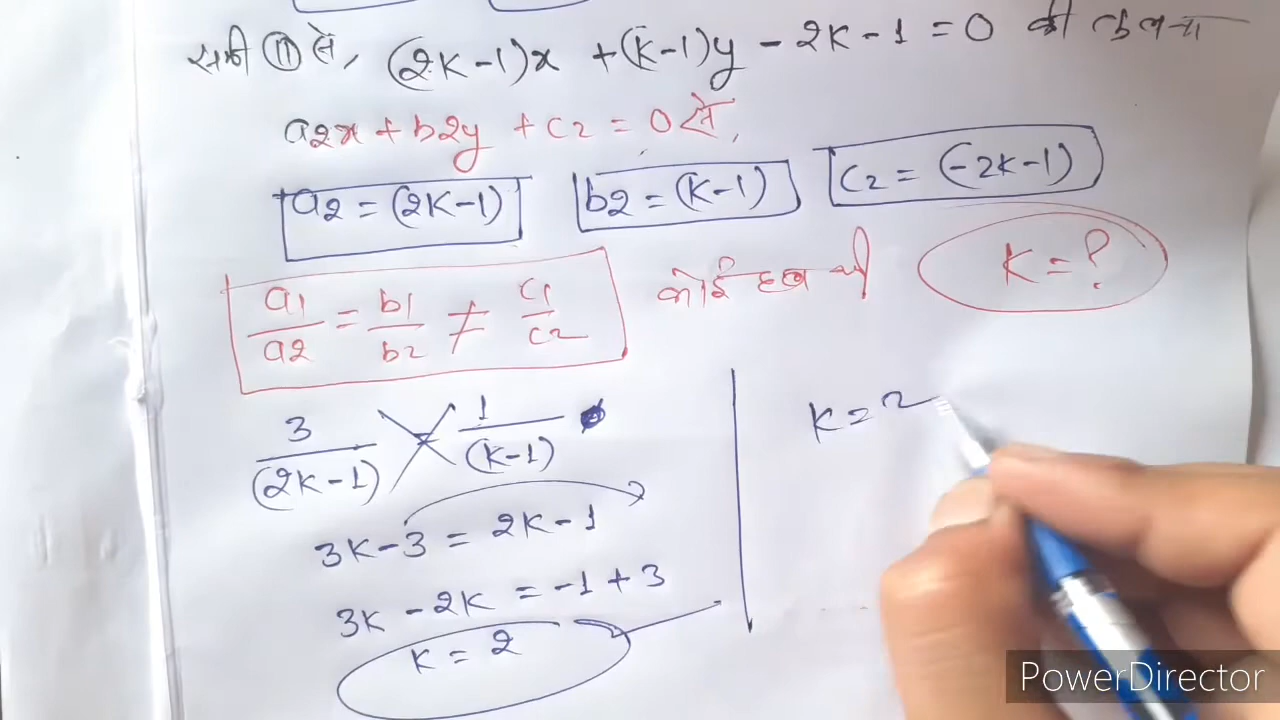 समी ⑪ से, (2k-1)x + (k-1)y - 2k - 1 = 0 की तुलना
a2x + b2y + c2 = 0 से,
a2 = (2k-1) b2 = (k-1) c2 = (-2k-1)
a1/a2 = b1/b2 ≠ c1/c2 कोई हल नहीं k = ?
3/(2k-1) = 1/(k-1)
3k-3 = 2k-1
3k - 2k = -1 + 3
k = 2
k = 2
PowerDirector